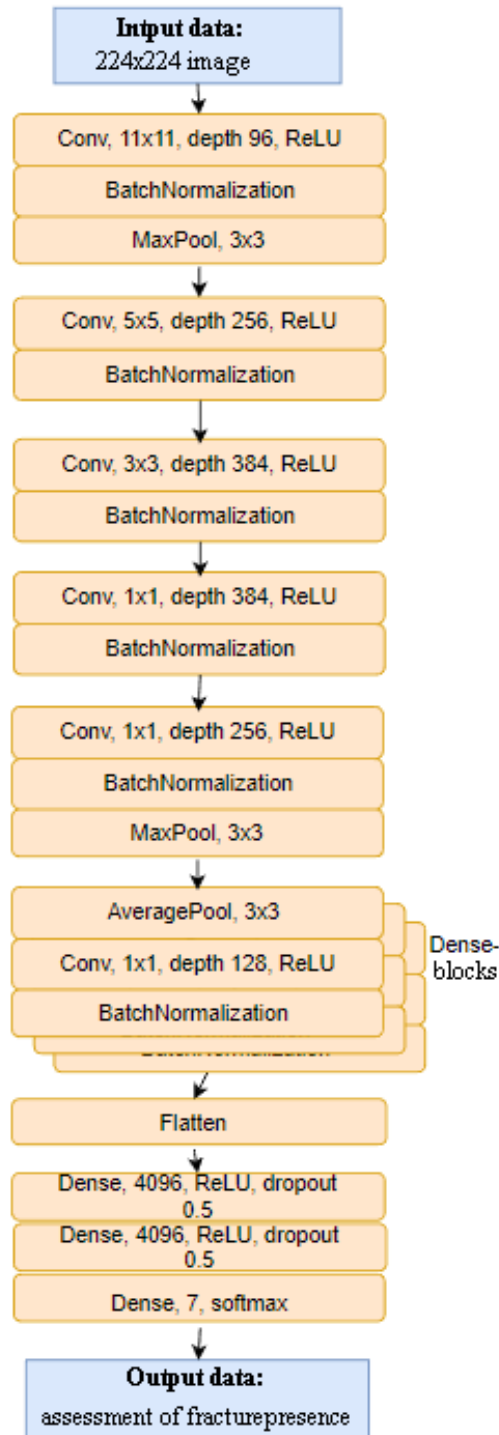 Intput data:
224x224 image
Conv, 11x11, depth 96, ReLU
BatchNormalization
MaxPool, 3x3
Conv, 5x5, depth 256, ReLU
BatchNormalization
Conv, 3x3, depth 384, ReLU
BatchNormalization
Conv, 1x1, depth 384, ReLU
BatchNormalization
Conv, 1x1, depth 256, ReLU
BatchNormalization
MaxPool, 3x3
AveragePool, 3x3
Conv, 1x1, depth 128, ReLU
BatchNormalization
Dense-
blocks
BatchNormalization
Flatten
Dense, 4096, ReLU, dropout
0.5
Dense, 4096, ReLU, dropout
0.5
Dense, 7, softmax
Output data:
assessment of fracturepresence